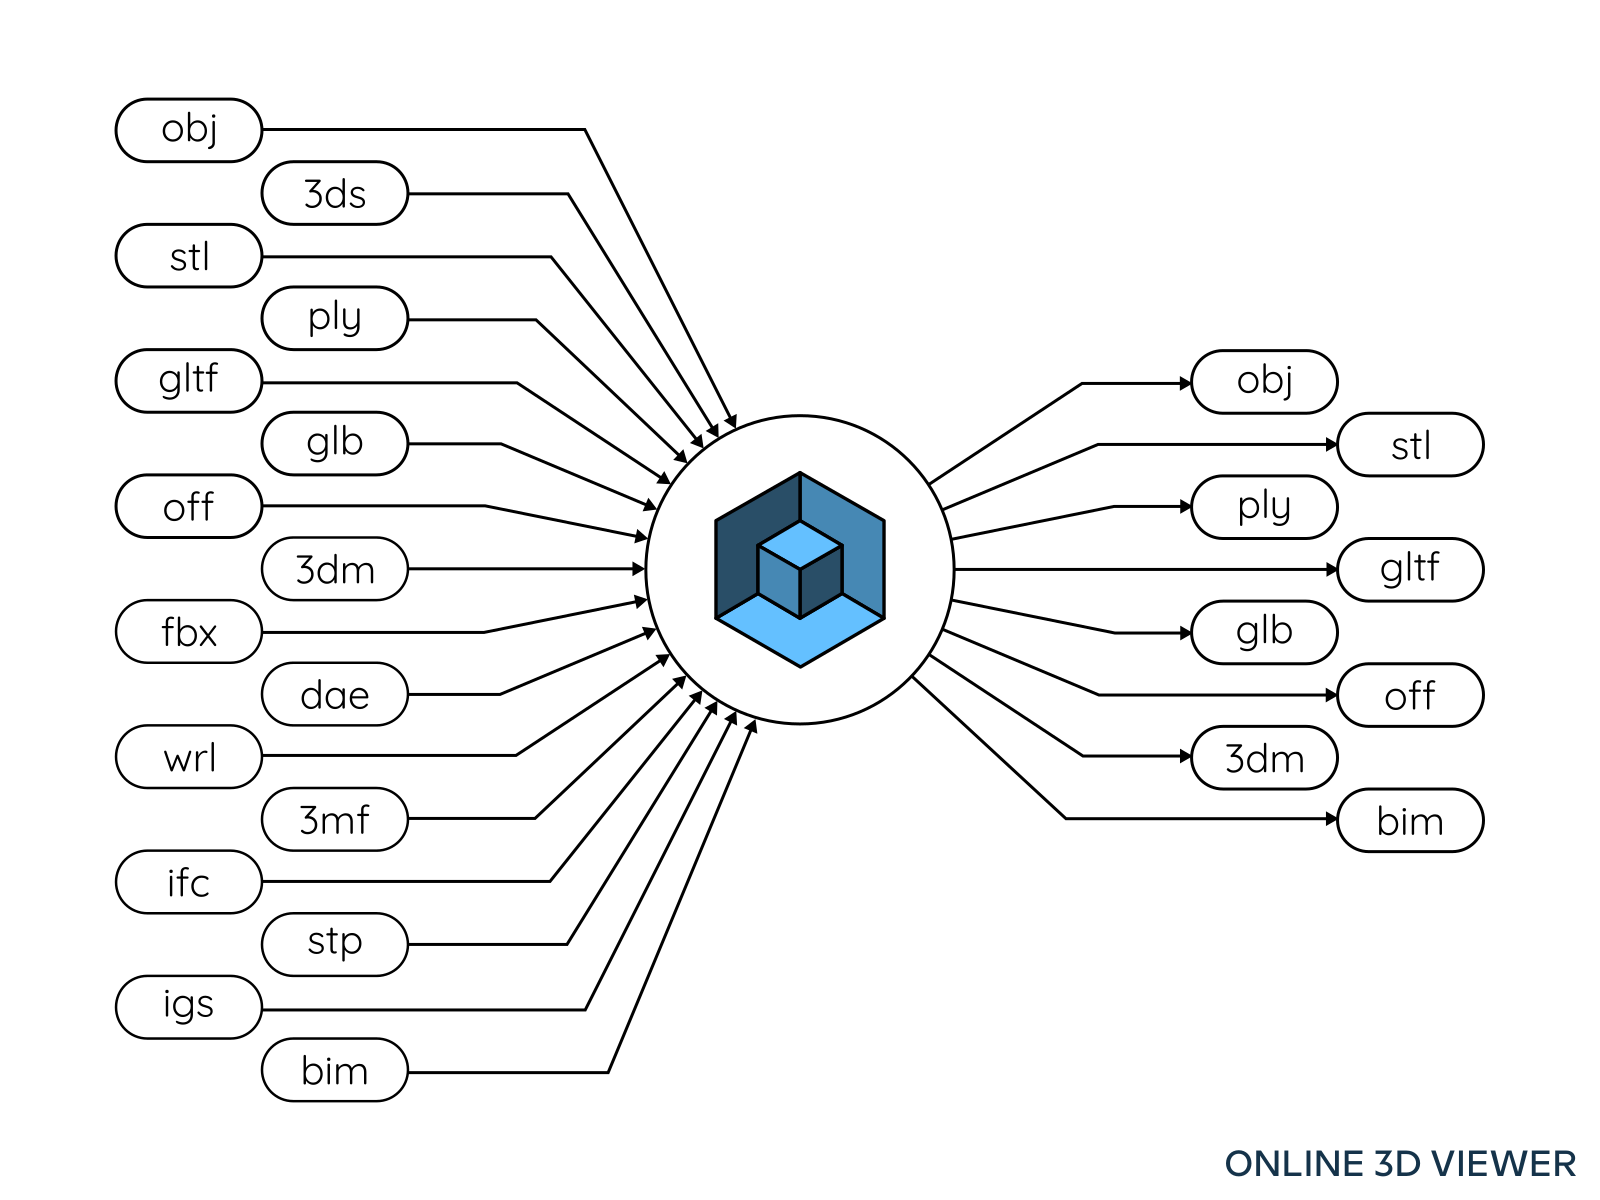 obj
3ds
stl
ply
gltf
glb
off
3dm
fbx
dae
wrl
3mf
ifc
stp
igs
bim
obj
stl
ply
gltf
glb
off
3dm
bim
ONLINE 3D VIEWER